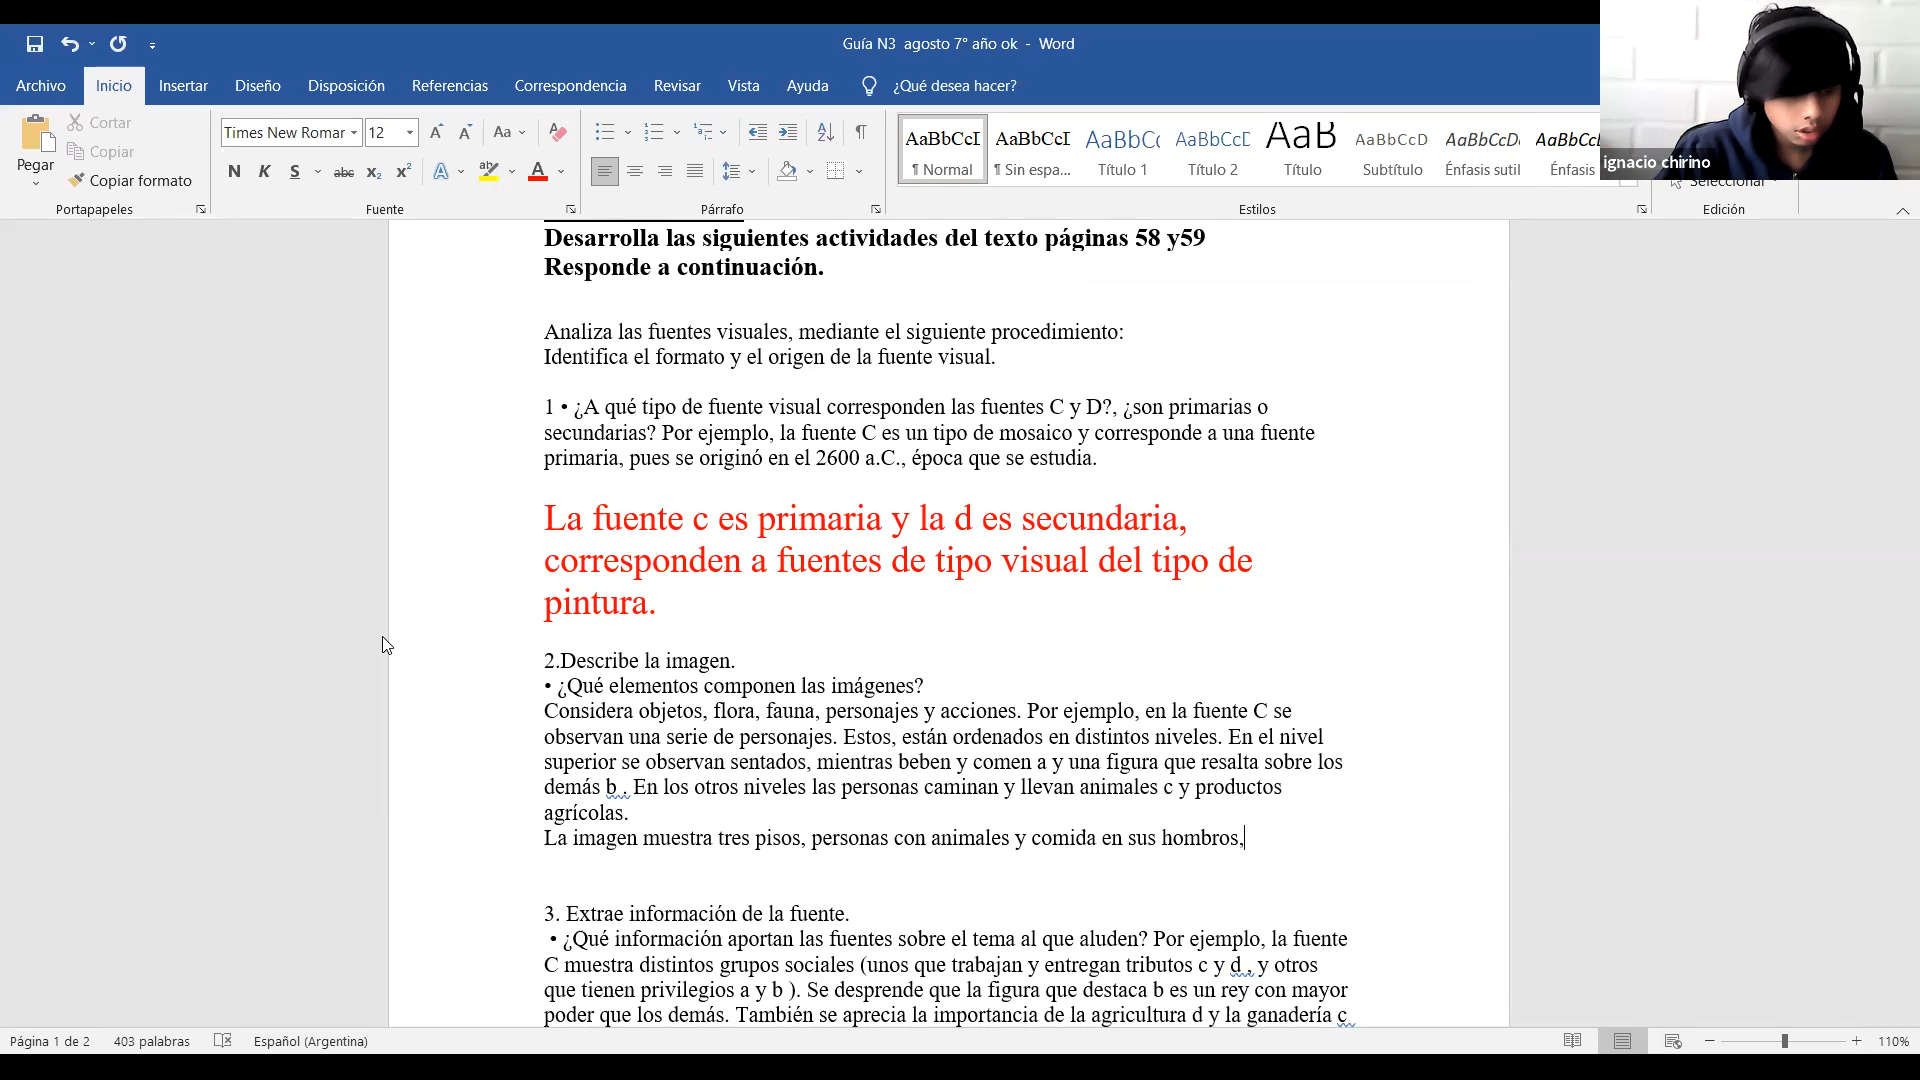 Guía N3 agosto 7° año ok - Word
Archivo Inicio Insertar Diseño Disposición Referencias Correspondencia Revisar Vista Ayuda ¿Qué desea hacer?
Pegar
Cortar
Copiar
Copiar formato
Portapapeles
Times New Romar 12
Aa
N K S abc x₂ x² A A
Fuente
Párrafo
AaBbCcI AaBbCcI AaBbCc AaBbCcD AaB AaBbCcD AaBbCcDc AaBbCc
¶ Normal ¶ Sin espa... Título 1 Título 2 Título Subtítulo Énfasis sutil Énfasis
Estilos
Seleccionar
Edición
ignacio chirino
Desarrolla las siguientes actividades del texto páginas 58 y59
Responde a continuación.
Analiza las fuentes visuales, mediante el siguiente procedimiento:
Identifica el formato y el origen de la fuente visual.
1 • ¿A qué tipo de fuente visual corresponden las fuentes C y D?, ¿son primarias o
secundarias? Por ejemplo, la fuente C es un tipo de mosaico y corresponde a una fuente
primaria, pues se originó en el 2600 a.C., época que se estudia.
La fuente c es primaria y la d es secundaria,
corresponden a fuentes de tipo visual del tipo de
pintura.
2.Describe la imagen.
• ¿Qué elementos componen las imágenes?
Considera objetos, flora, fauna, personajes y acciones. Por ejemplo, en la fuente C se
observan una serie de personajes. Estos, están ordenados en distintos niveles. En el nivel
superior se observan sentados, mientras beben y comen a y una figura que resalta sobre los
demás b . En los otros niveles las personas caminan y llevan animales c y productos
agrícolas.
La imagen muestra tres pisos, personas con animales y comida en sus hombros,
3. Extrae información de la fuente.
• ¿Qué información aportan las fuentes sobre el tema al que aluden? Por ejemplo, la fuente
C muestra distintos grupos sociales (unos que trabajan y entregan tributos c y d , y otros
que tienen privilegios a y b ). Se desprende que la figura que destaca b es un rey con mayor
poder que los demás. También se aprecia la importancia de la agricultura d y la ganadería c
Página 1 de 2 403 palabras Español (Argentina) 110%